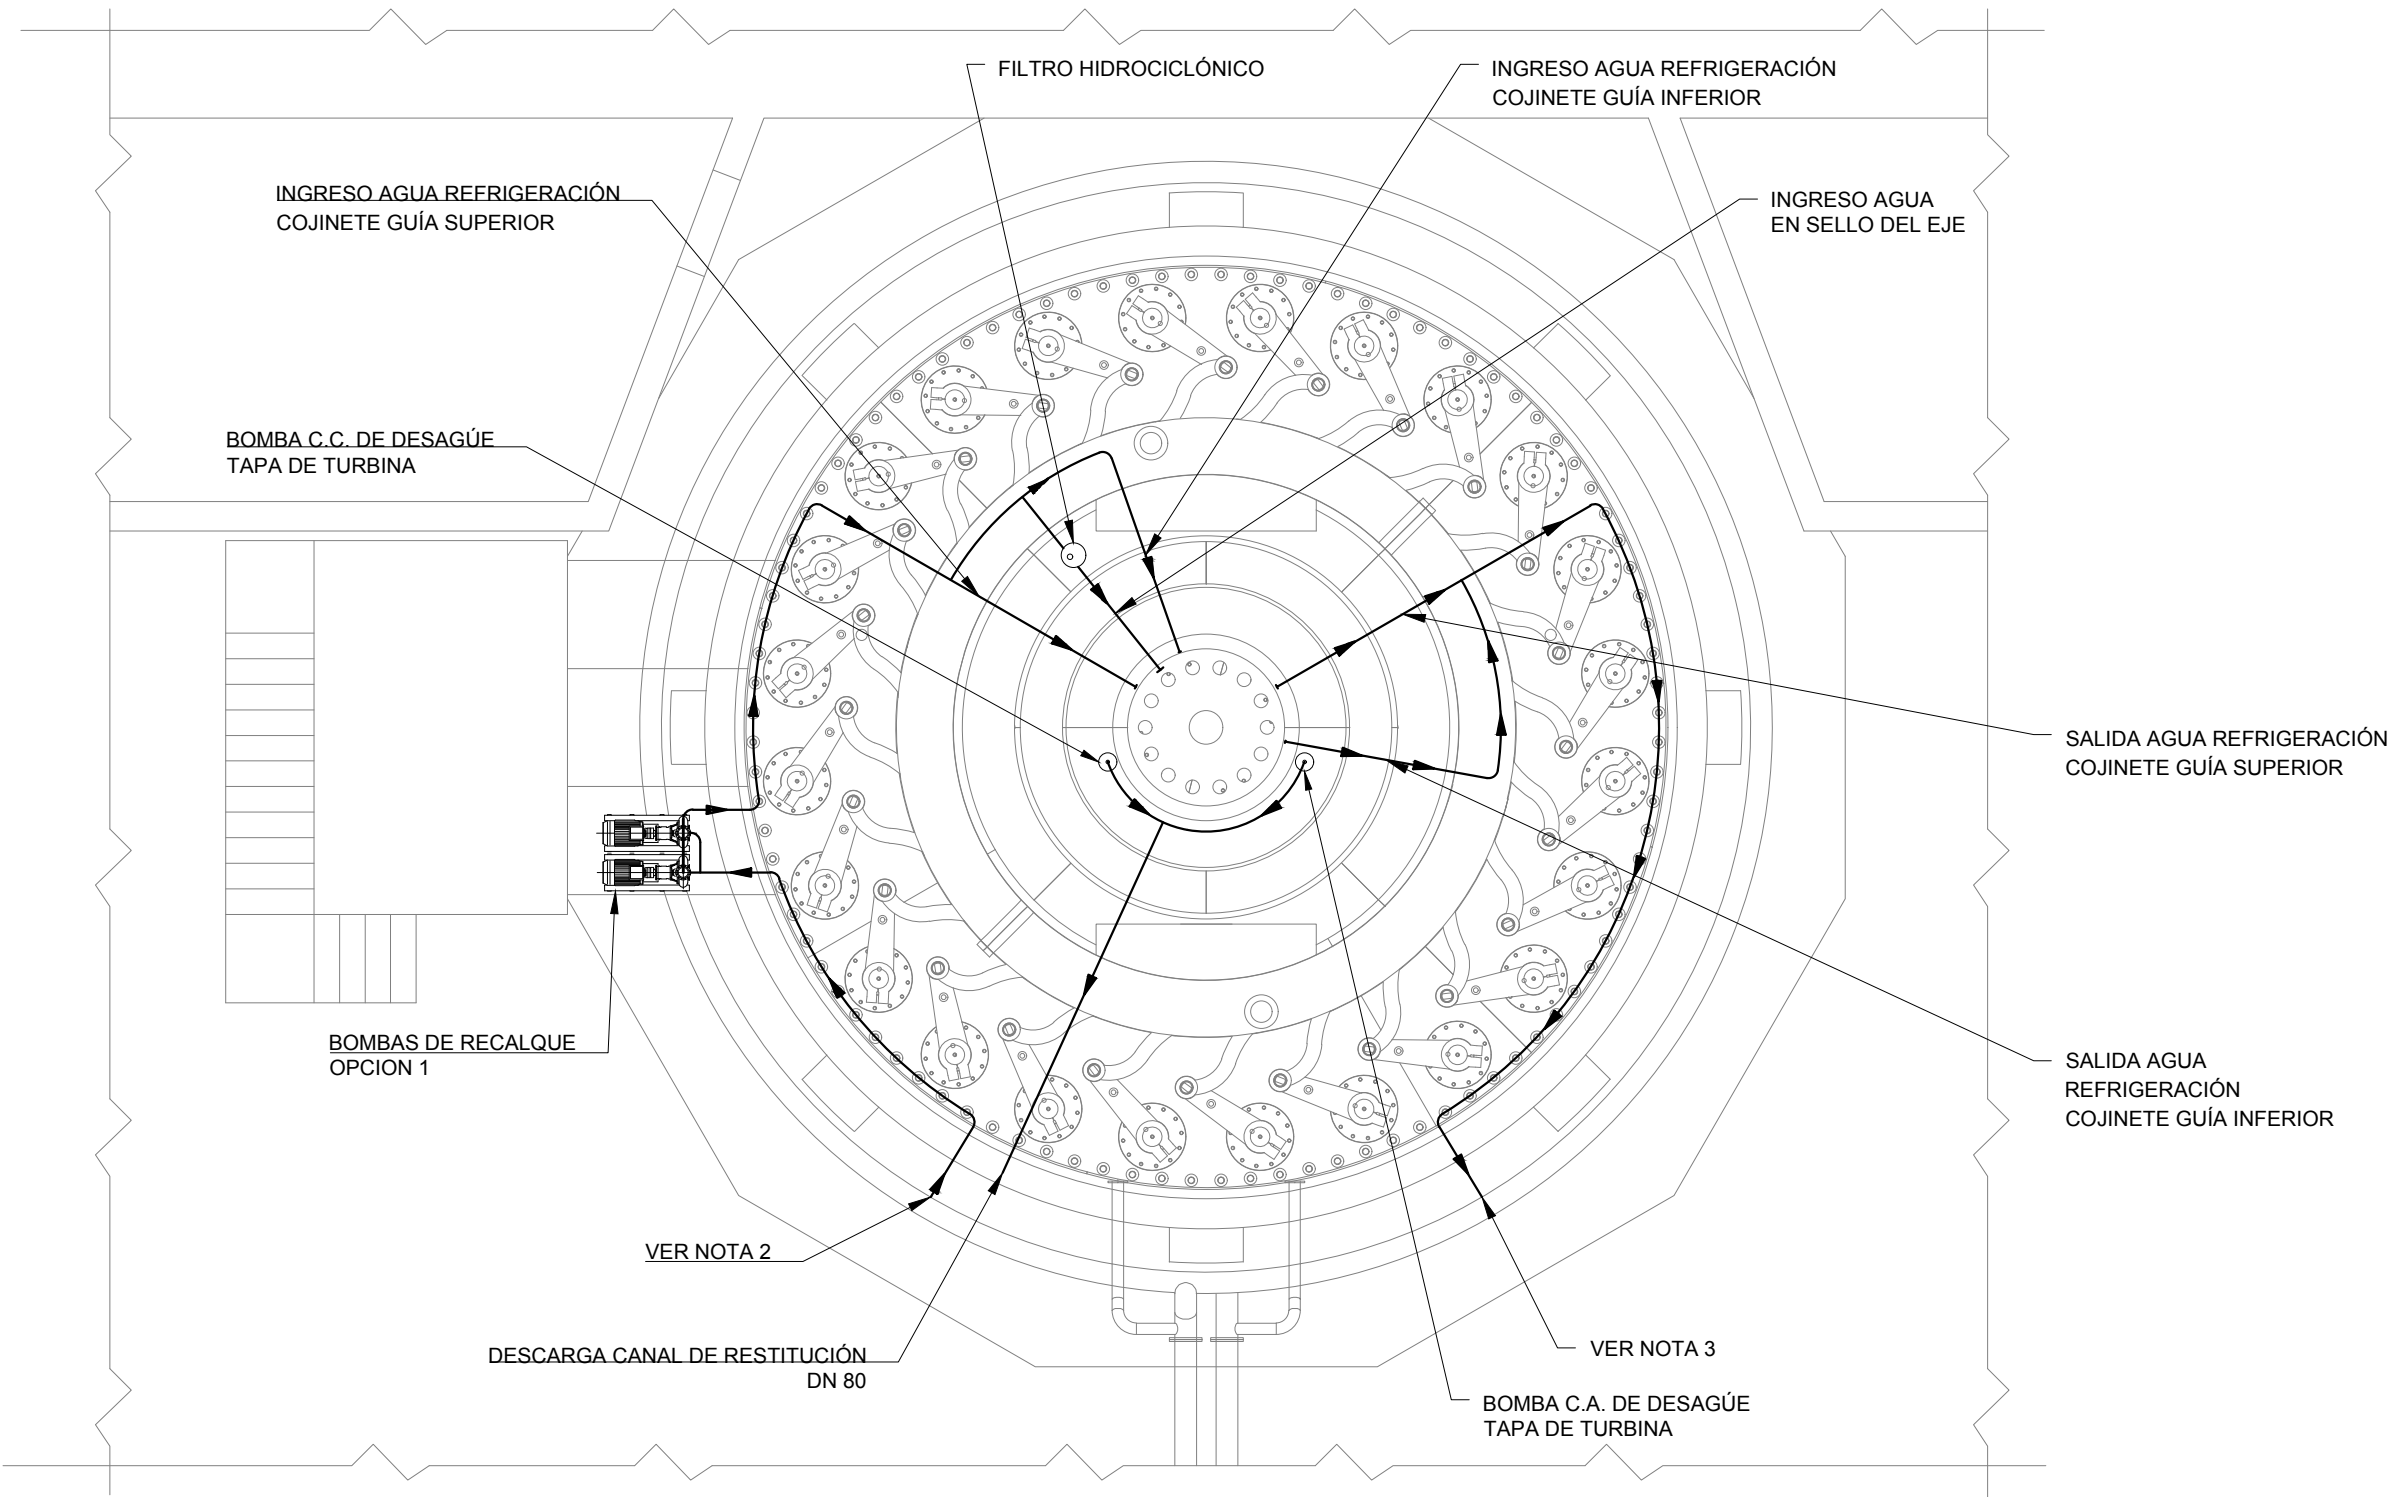 FILTRO HIDROCICLÓNICO
INGRESO AGUA REFRIGERACIÓN
COJINETE GUÍA INFERIOR
INGRESO AGUA REFRIGERACIÓN
COJINETE GUÍA SUPERIOR
INGRESO AGUA
EN SELLO DEL EJE
BOMBA C.C. DE DESAGÚE
TAPA DE TURBINA
SALIDA AGUA REFRIGERACIÓN
COJINETE GUÍA SUPERIOR
BOMBAS DE RECALQUE
OPCION 1
SALIDA AGUA
REFRIGERACIÓN
COJINETE GUÍA INFERIOR
VER NOTA 2
DESCARGA CANAL DE RESTITUCIÓN
DN 80
VER NOTA 3
BOMBA C.A. DE DESAGÚE
TAPA DE TURBINA